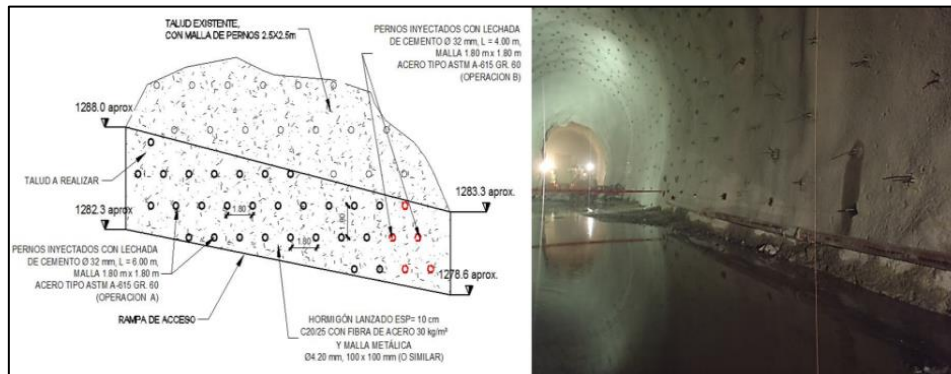 TALUD EXISTENTE,
CON MALLA DE PERNOS 2.5X2.5m
PERNOS INYECTADOS CON LECHADA
DE CEMENTO Ø 32 mm, L = 4.00 m,
MALLA 1.80 m x 1.80 m
ACERO TIPO ASTM A-615 GR. 60
(OPERACION B)
1288.0 aprox
TALUD A REALIZAR
1283.3 aprox.
1282.3
1.80
1.80
1.80
PERNOS INYECTADOS CON LECHADA
DE CEMENTO Ø 32 mm, L = 6.00 m,
MALLA 1.80 m x 1.80 m
ACERO TIPO ASTM A-615 GR. 60
(OPERACION A)
1278.6 aprox.
RAMPA DE ACCESO
HORMIGÓN LANZADO ESP= 10 cm
C20/25 CON FIBRA DE ACERO 30 kg/m³
Y MALLA METÁLICA
Ø4.20 mm, 100 x 100 mm (O SIMILAR)